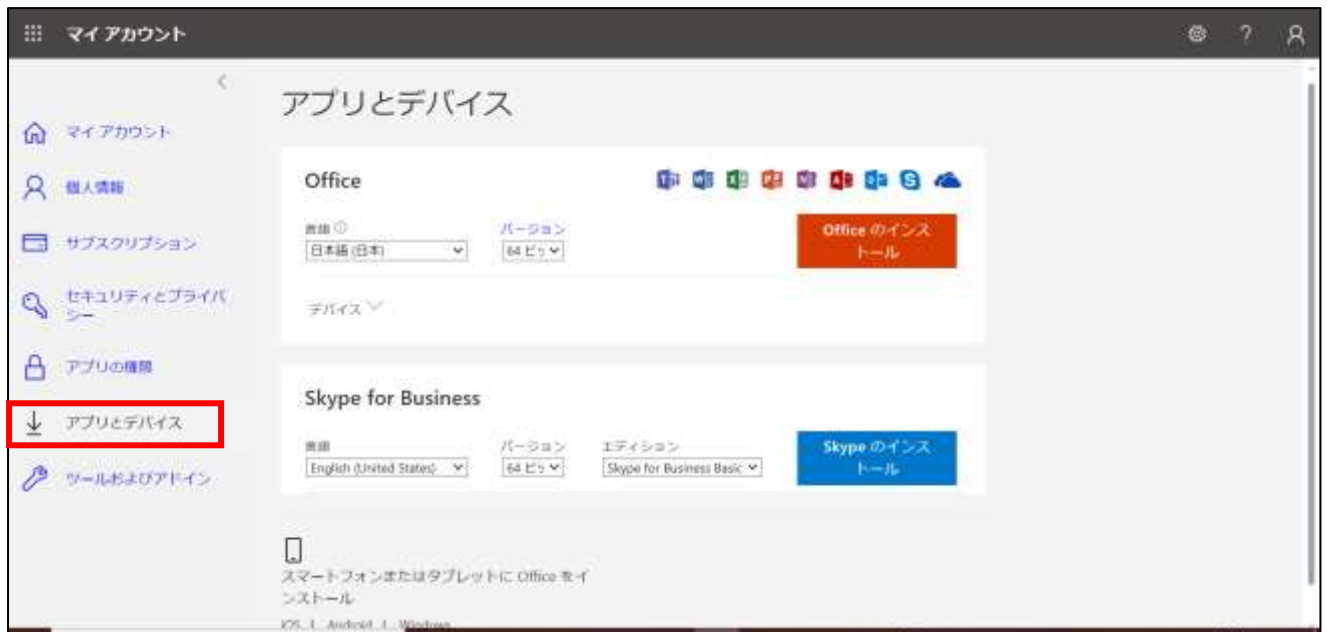 マイ アカウント
?
アプリとデバイス
マイ アカウント
個人情報
サブスクリプション
セキュリティとプライバ
シー
アプリの権限
アプリとデバイス
ツールおよびアドイン
Office
言語
バージョン
日本語 (日本)
64 ビッ
Office のインス
トール
デバイス
Skype for Business
言語
バージョン
エディション
English (United States)
64 ビッ
Skype for Business Basic
Skype のインス
トール
スマートフォンまたはタブレットに Office をイ
ンストール
iOS | Android | Windows